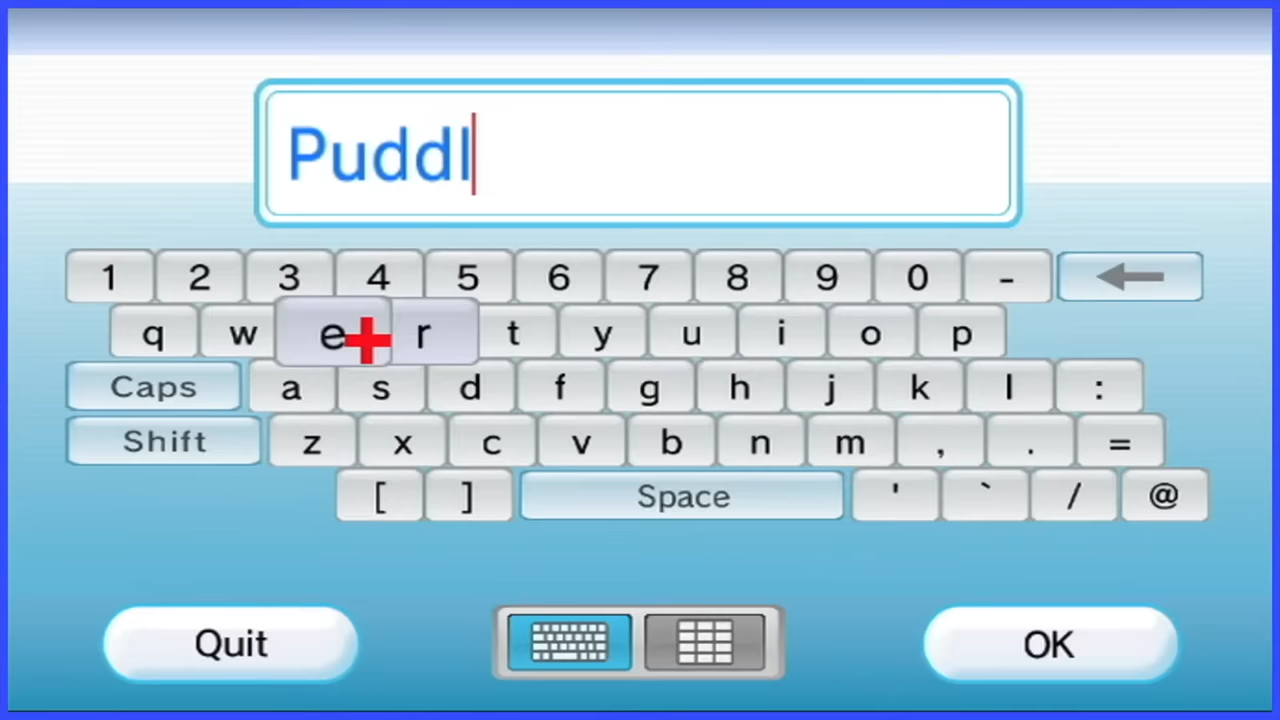 Puddl
1 2 3 4 5 6 7 8 9 0 -
q w e r t y u i o p
Caps a s d f g h j k l :
Shift z x c v b n m , . =
[ ] Space ' ` / @
Quit OK